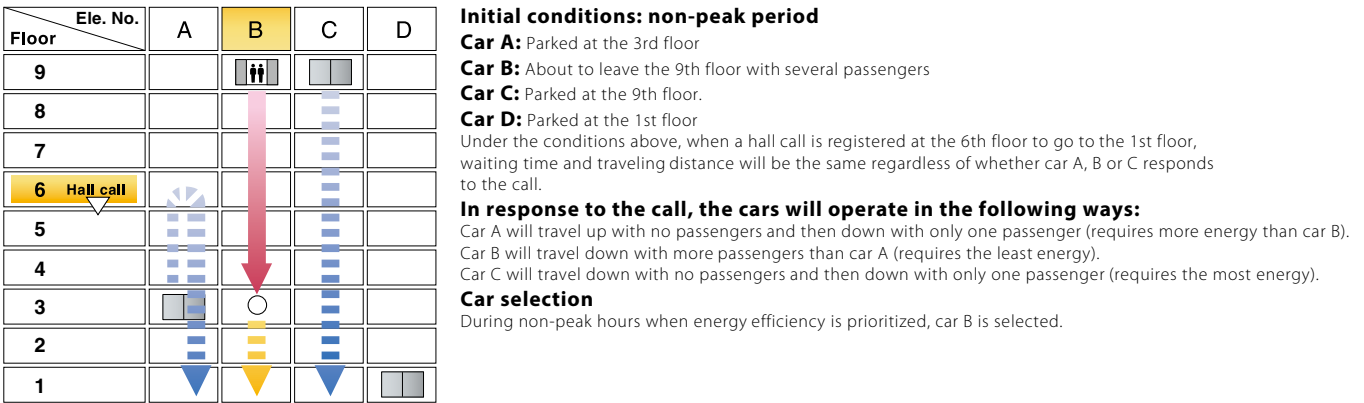 Ele. No.
Floor
A
B
C
D
9
8
7
6 Hall call
5
4
3
2
1
Initial conditions: non-peak period
Car A: Parked at the 3rd floor
Car B: About to leave the 9th floor with several passengers
Car C: Parked at the 9th floor.
Car D: Parked at the 1st floor
Under the conditions above, when a hall call is registered at the 6th floor to go to the 1st floor,
waiting time and traveling distance will be the same regardless of whether car A, B or C responds
to the call.
In response to the call, the cars will operate in the following ways:
Car A will travel up with no passengers and then down with only one passenger (requires more energy than car B).
Car B will travel down with more passengers than car A (requires the least energy).
Car C will travel down with no passengers and then down with only one passenger (requires the most energy).
Car selection
During non-peak hours when energy efficiency is prioritized, car B is selected.